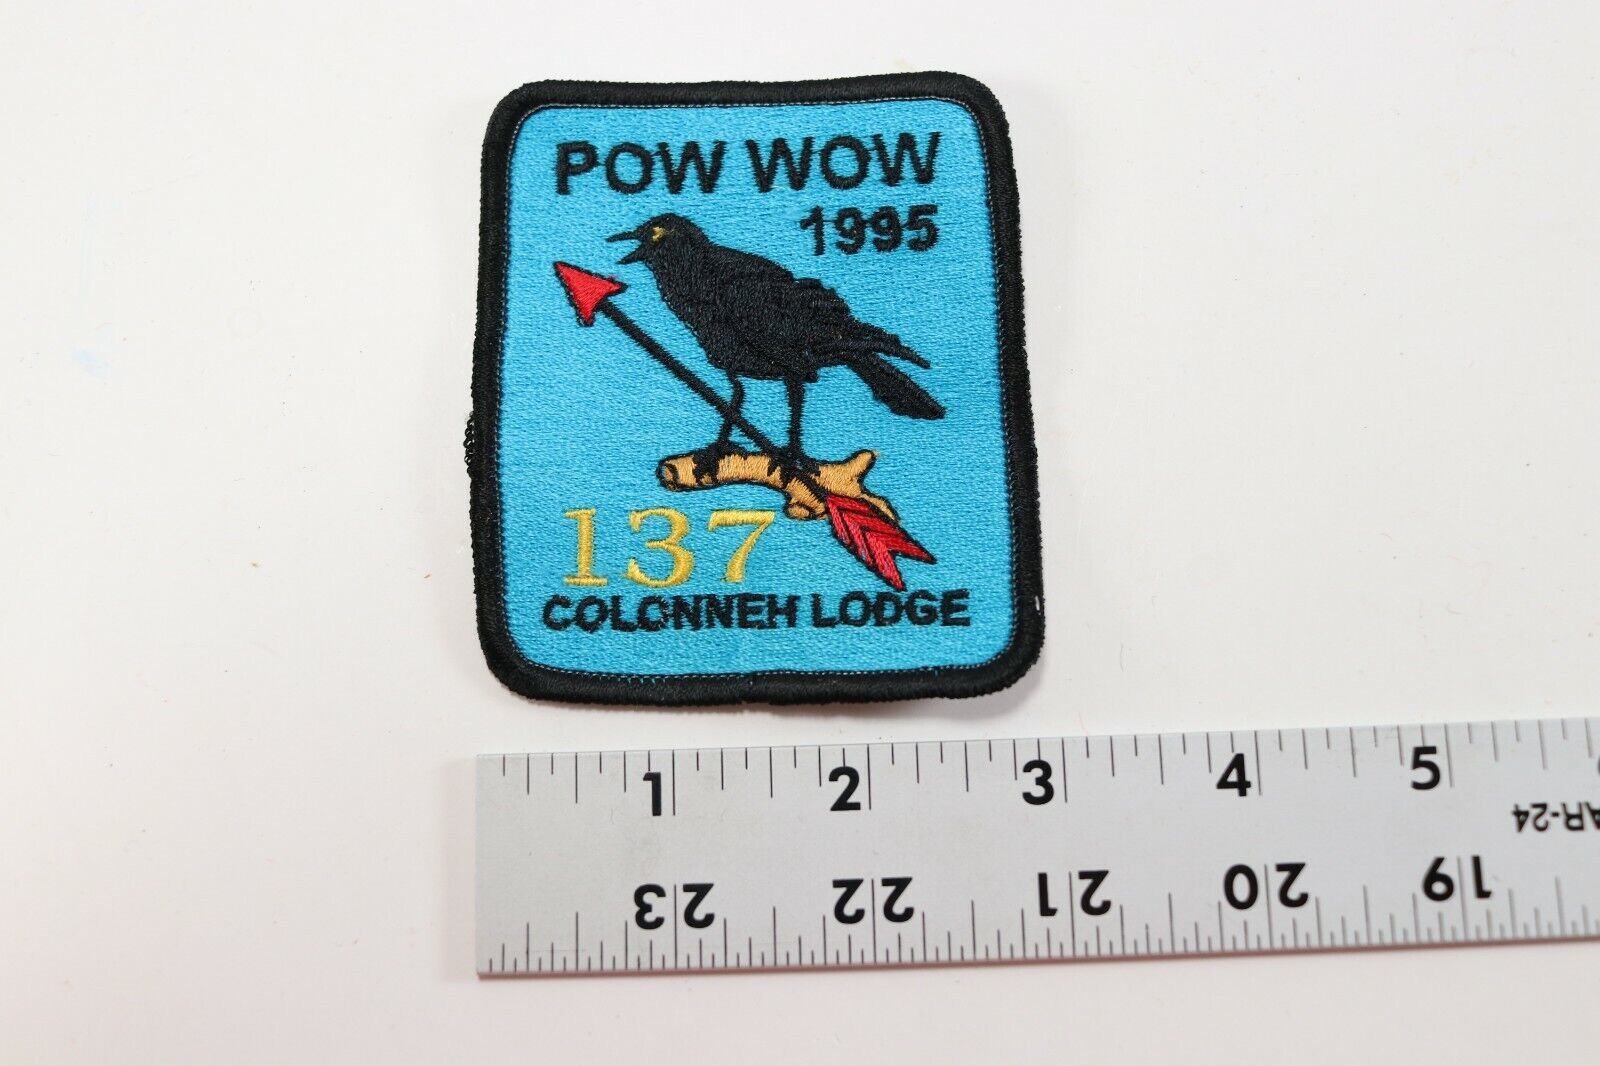 POW WOW
1995
137
COLONNEH LODGE
1 2 3 4 5
AR-24
23 22 21 20 19